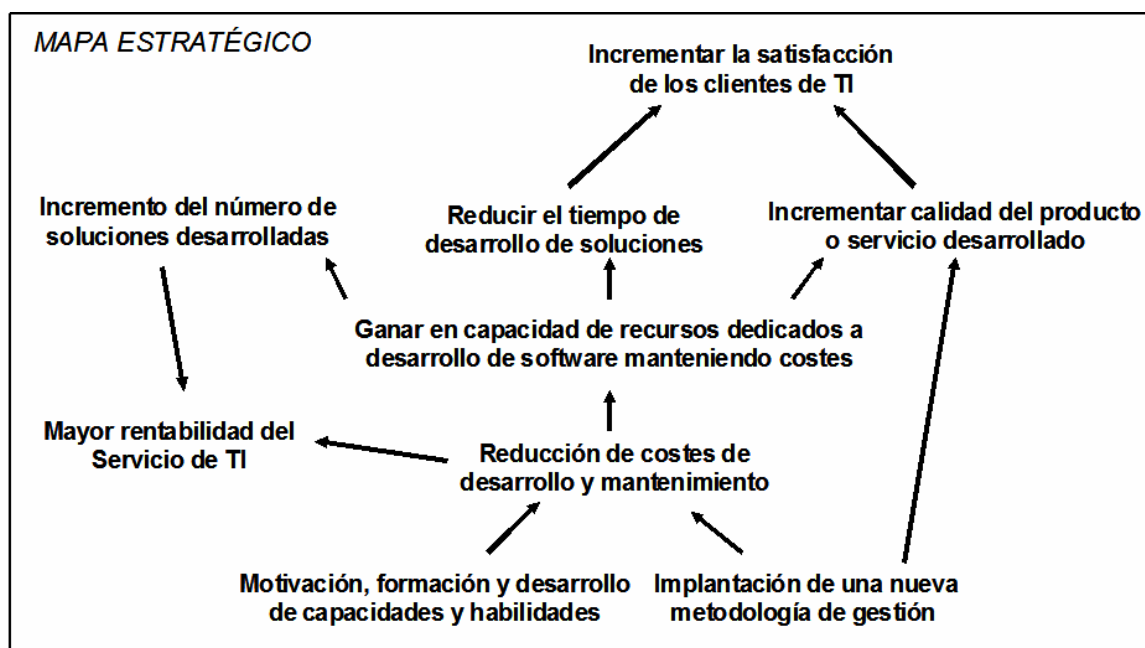 MAPA ESTRATÉGICO
Incrementar la satisfacción
de los clientes de TI
Incremento del número de
soluciones desarrolladas
Reducir el tiempo de
desarrollo de soluciones
Incrementar calidad del producto
o servicio desarrollado
Ganar en capacidad de recursos dedicados a
desarrollo de software manteniendo costes
Mayor rentabilidad del
Servicio de TI
Reducción de costes de
desarrollo y mantenimiento
Motivación, formación y desarrollo
de capacidades y habilidades
Implantación de una nueva
metodología de gestión